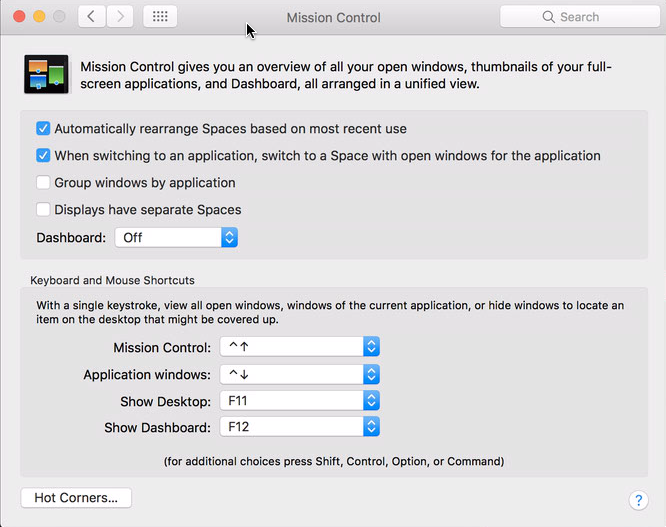 Mission Control
Search
Mission Control gives you an overview of all your open windows, thumbnails of your full-
screen applications, and Dashboard, all arranged in a unified view.
Automatically rearrange Spaces based on most recent use
When switching to an application, switch to a Space with open windows for the application
Group windows by application
Displays have separate Spaces
Dashboard: Off
Keyboard and Mouse Shortcuts
With a single keystroke, view all open windows, windows of the current application, or hide windows to locate an
item on the desktop that might be covered up.
Mission Control: ^↑
Application windows: ^↓
Show Desktop: F11
Show Dashboard: F12
(for additional choices press Shift, Control, Option, or Command)
Hot Corners...
?